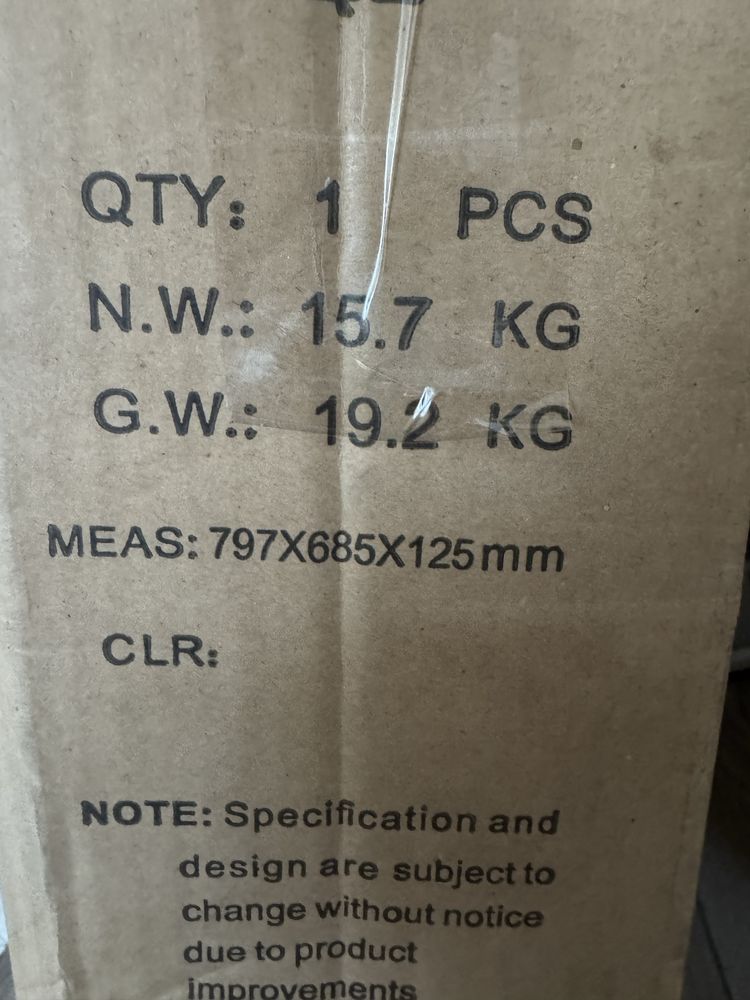 QTY: 1 PCS
N.W.: 15.7 KG
G.W.: 19.2 KG
MEAS: 797X685X125mm
CLR:
NOTE: Specification and
design are subject to
change without notice
due to product
improvements